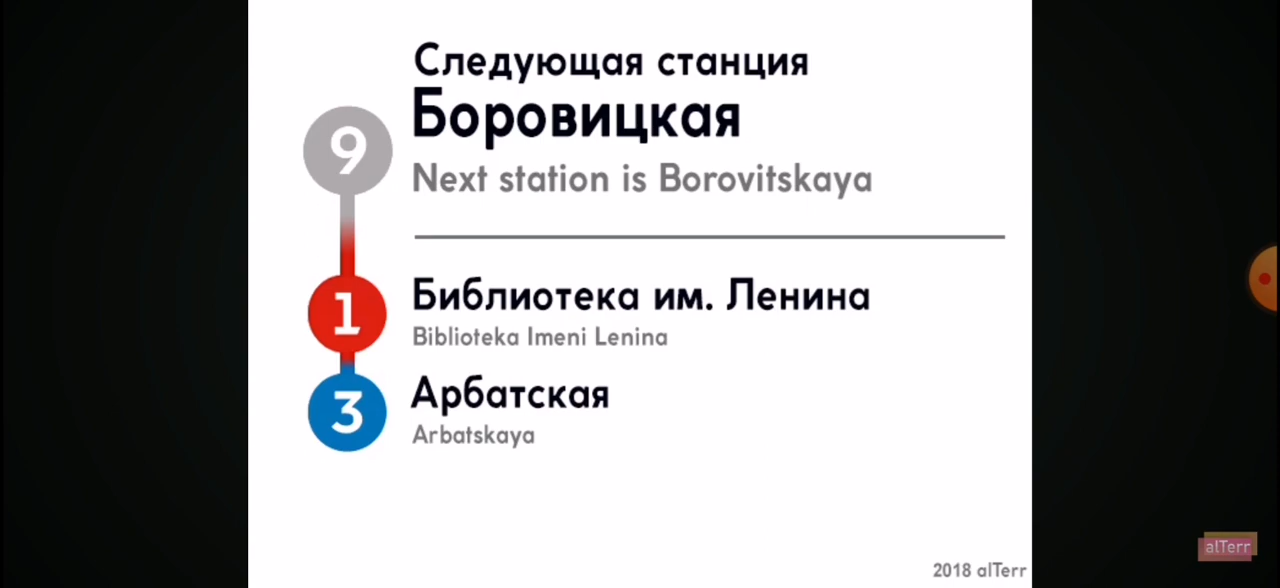 Следующая станция
Боровицкая
9
Next station is Borovitskaya
Библиотека им. Ленина
1
Biblioteka Imeni Lenina
Арбатская
3
Arbatskaya
alTerr
2018 alTerr